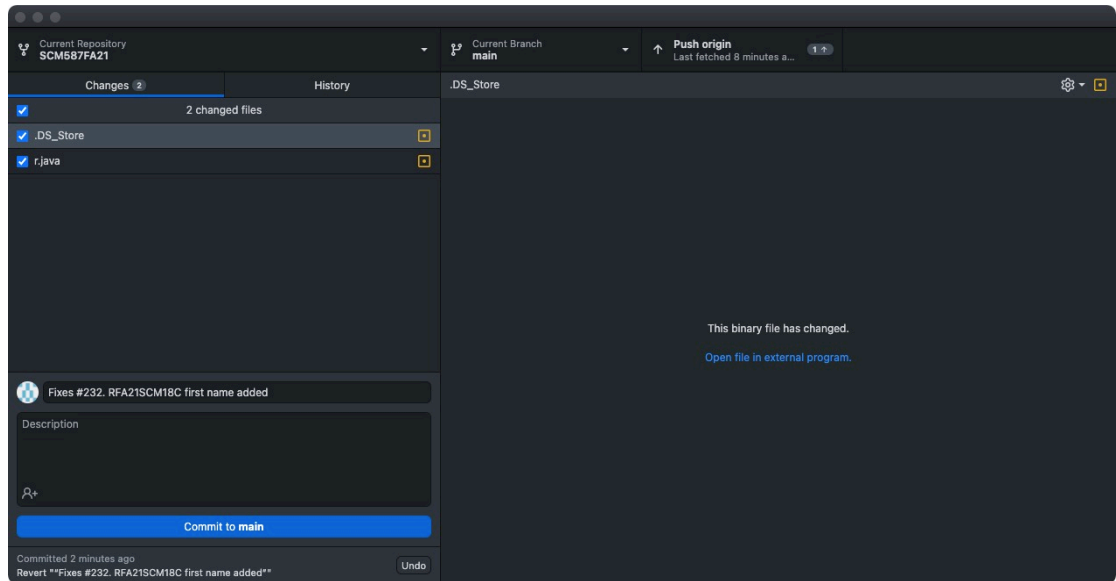 Current Repository
SCM587FA21
Current Branch
main
Push origin
Last fetched 8 minutes a...
1
Changes 2
History
.DS_Store
2 changed files
.DS_Store
r.java
This binary file has changed.
Open file in external program.
Fixes #232. RFA21SCM18C first name added
Description
Commit to main
Committed 2 minutes ago
Revert ""Fixes #232. RFA21SCM18C first name added""
Undo